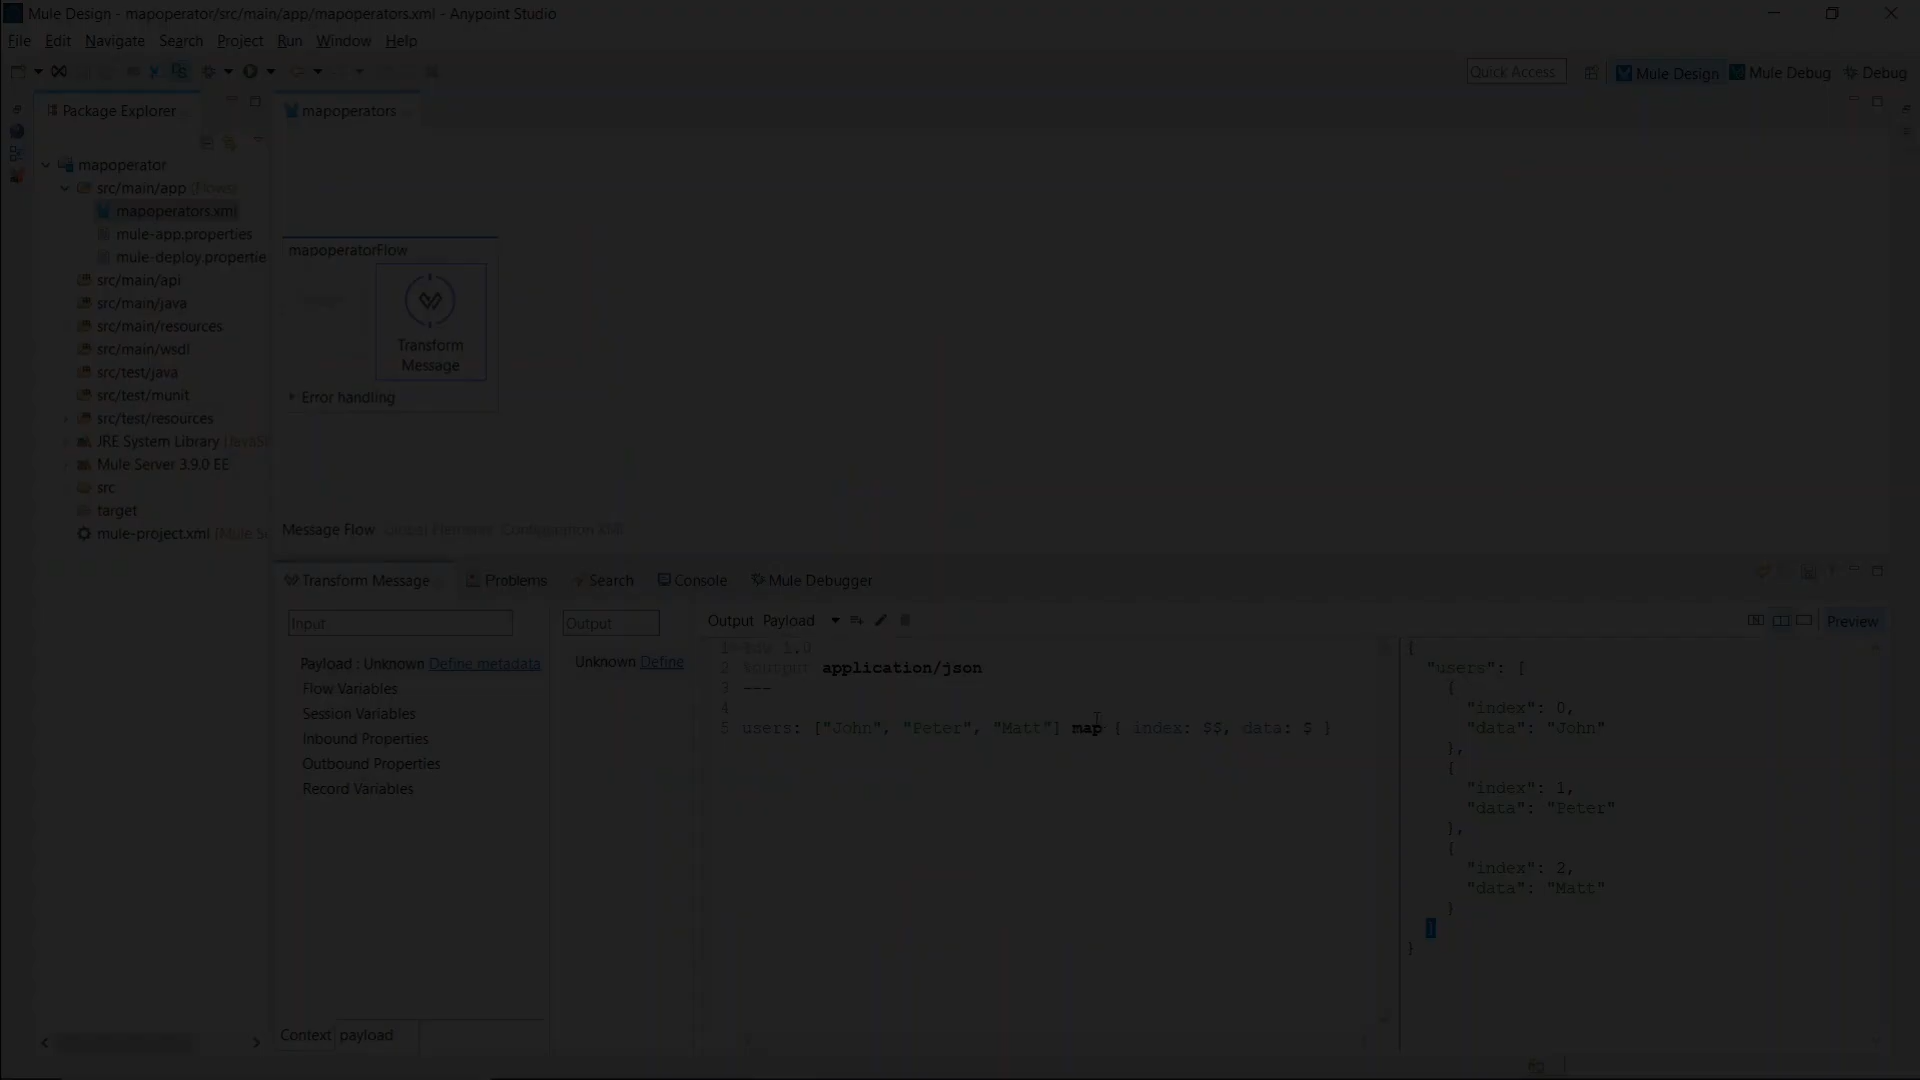 Mule Design - mapoperator/src/main/app/mapoperators.xml - Anypoint Studio
File Edit Navigate Search Project Run Window Help
Quick Access
Mule Design
Mule Debug
Debug
Package Explorer
mapoperators
mapoperator
src/main/app (flows)
mapoperators.xml
mule-app.properties
mule-deploy.propertie
src/main/api
src/main/java
src/main/resources
src/main/wsdl
src/test/java
src/test/munit
src/test/resources
JRE System Library [JavaS
Mule Server 3.9.0 EE
src
target
mule-project.xml [Mule S
mapoperatorFlow
Transform
Message
Error handling
Message Flow Global Elements Configuration XML
Transform Message Problems Search Console Mule Debugger
Input
Payload : Unknown Define metadata
Flow Variables
Session Variables
Inbound Properties
Outbound Properties
Record Variables
Context payload
Output
Unknown Define
Output Payload
Preview
1 %dw 1.0
2 %output application/json
3 ---
4
5 users: ["John", "Peter", "Matt"] map { index: $$, data: $ }
{
"users": [
{
"index": 0,
"data": "John"
},
{
"index": 1,
"data": "Peter"
},
{
"index": 2,
"data": "Matt"
}
]
}